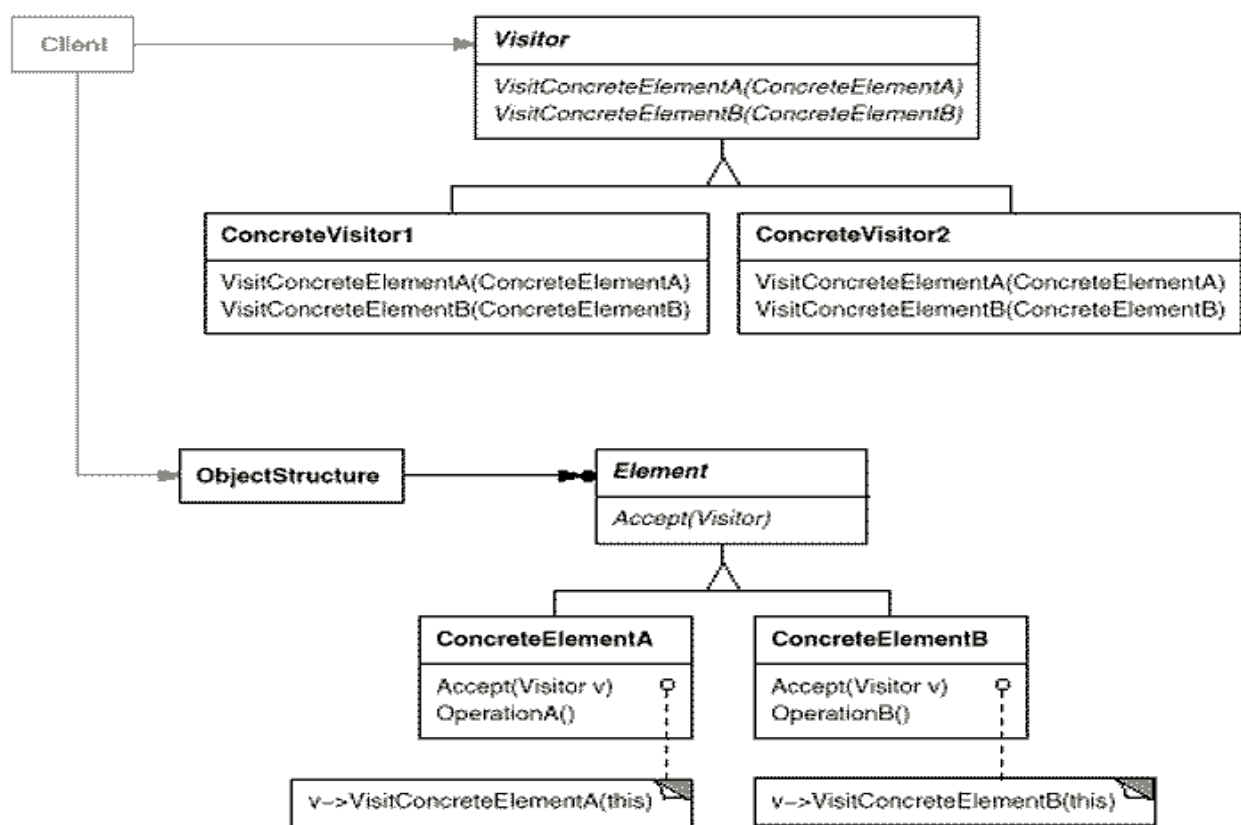 Client
Visitor
VisitConcreteElementA(ConcreteElementA)
VisitConcreteElementB(ConcreteElementB)
ConcreteVisitor1
VisitConcreteElementA(ConcreteElementA)
VisitConcreteElementB(ConcreteElementB)
ConcreteVisitor2
VisitConcreteElementA(ConcreteElementA)
VisitConcreteElementB(ConcreteElementB)
ObjectStructure
Element
Accept(Visitor)
ConcreteElementA
Accept(Visitor v)
OperationA()
ConcreteElementB
Accept(Visitor v)
OperationB()
v–>VisitConcreteElementA(this)
v–>VisitConcreteElementB(this)